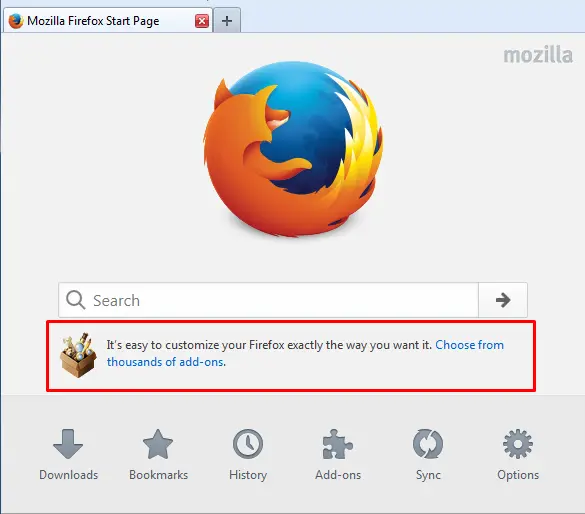 Mozilla Firefox Start Page
mozilla
Search
It's easy to customize your Firefox exactly the way you want it. Choose from
thousands of add-ons.
Downloads
Bookmarks
History
Add-ons
Sync
Options